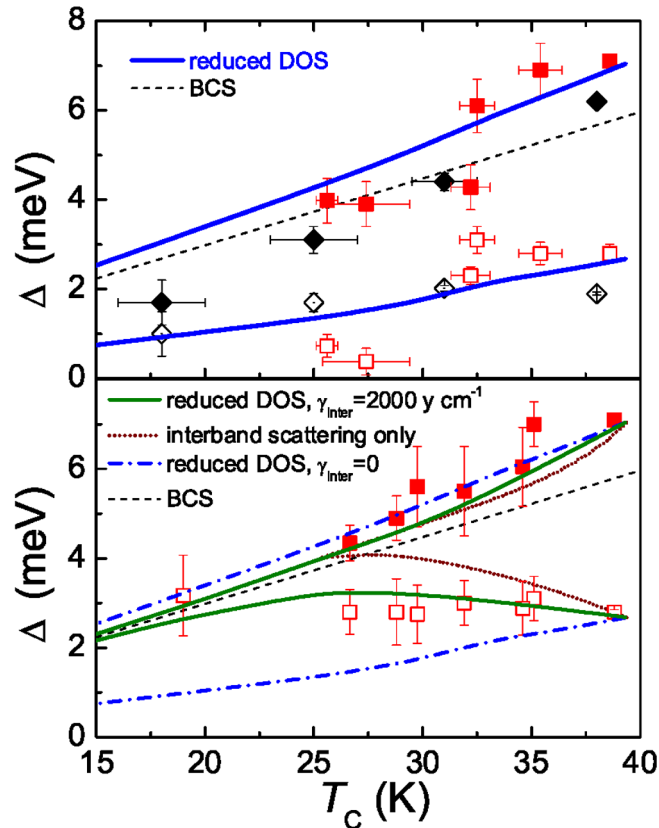 8
reduced DOS
BCS
6
4
2
0
Δ (meV)
reduced DOS, γInter=2000 y cm-1
interband scattering only
reduced DOS, γInter=0
BCS
6
4
2
0
Δ (meV)
15 20 25 30 35 40
TC (K)